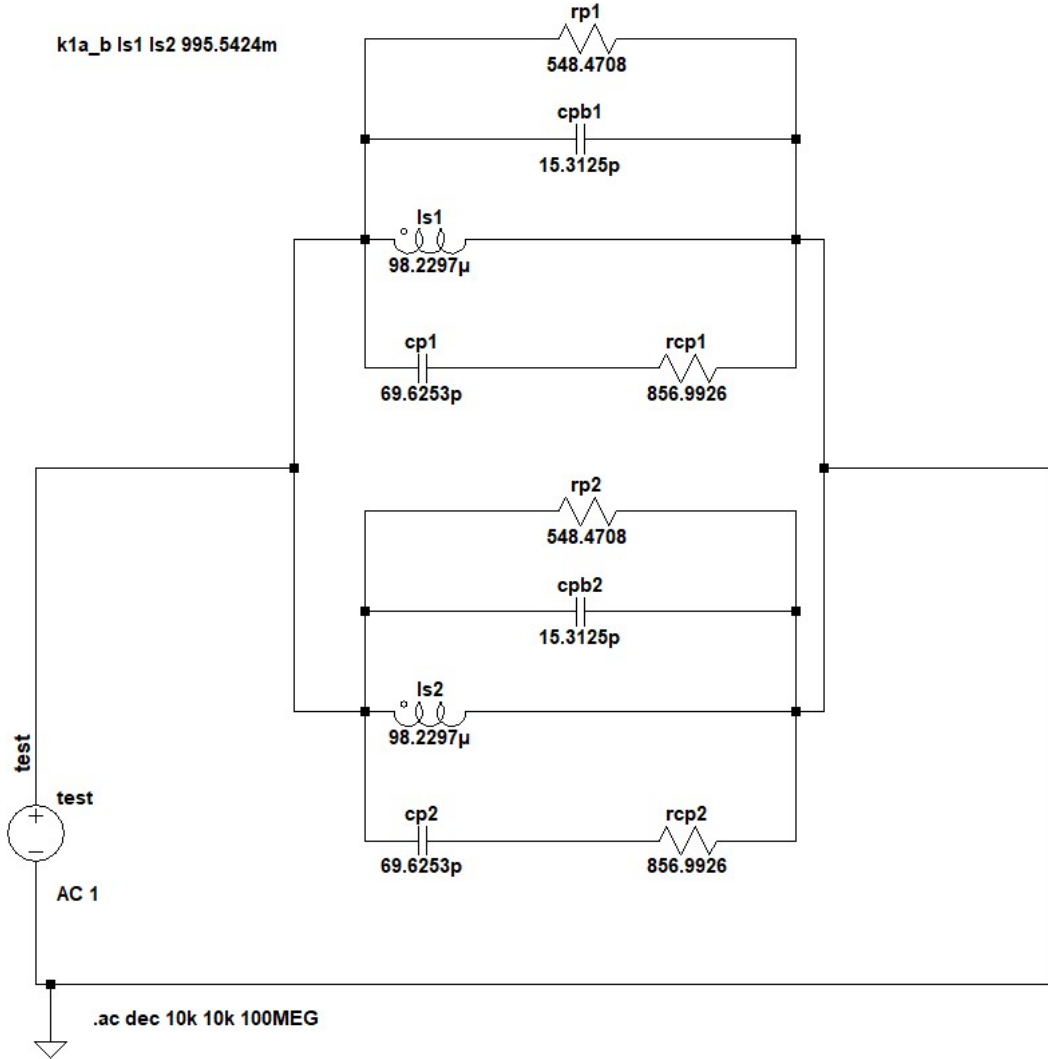 k1a_b ls1 ls2 995.5424m
rp1
548.4708
cpb1
15.3125p
ls1
98.2297µ
cp1
69.6253p
rcp1
856.9926
rp2
548.4708
cpb2
15.3125p
ls2
98.2297µ
cp2
69.6253p
rcp2
856.9926
test
test
AC 1
.ac dec 10k 10k 100MEG